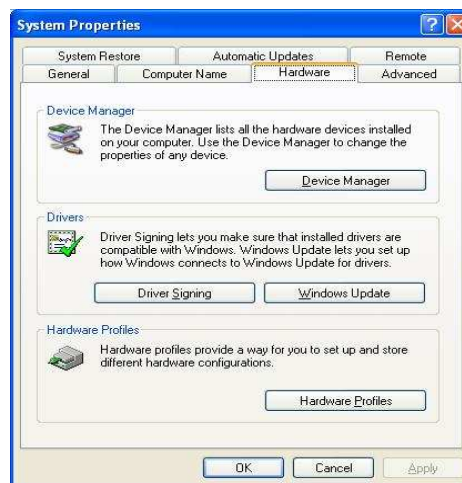 System Properties
System Restore Automatic Updates Remote
General Computer Name Hardware Advanced
Device Manager
The Device Manager lists all the hardware devices installed
on your computer. Use the Device Manager to change the
properties of any device.
Device Manager
Drivers
Driver Signing lets you make sure that installed drivers are
compatible with Windows. Windows Update lets you set up
how Windows connects to Windows Update for drivers.
Driver Signing Windows Update
Hardware Profiles
Hardware profiles provide a way for you to set up and store
different hardware configurations.
Hardware Profiles
OK Cancel Apply